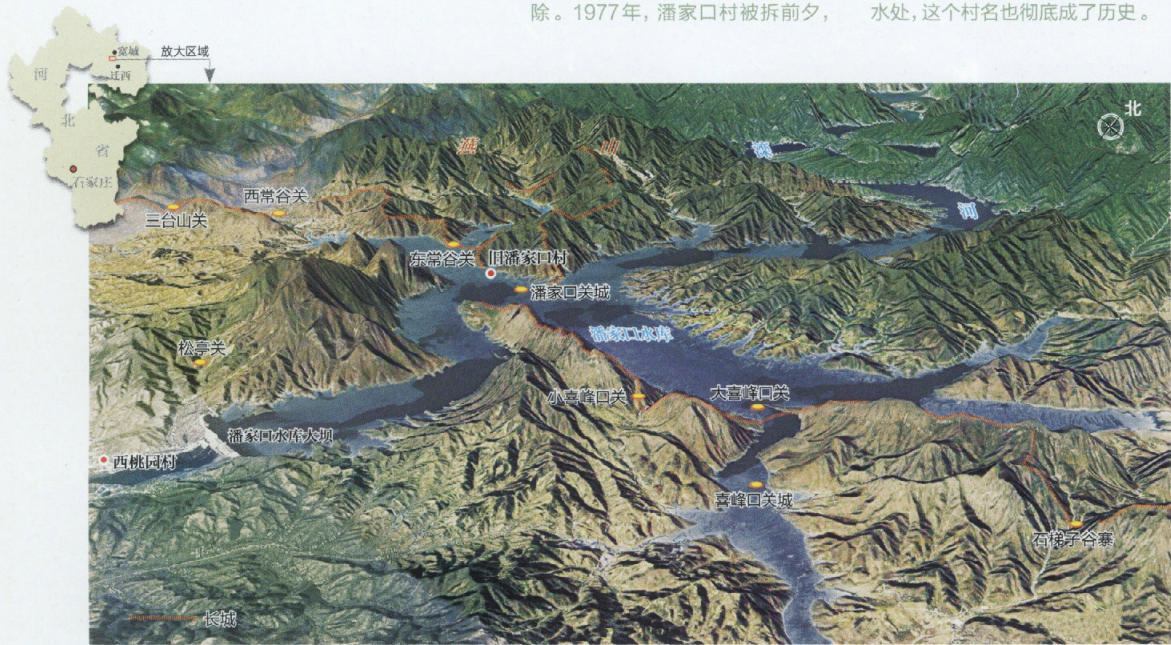 除。1977年，潘家口村被拆前夕，
水处，这个村名也彻底成了历史。
宽城
放大区域
迁西
河
北
省
石家庄
北
燕山
滦
河
西常谷关
三台山关
东常谷关
旧潘家口村
潘家口关城
潘家口水库
松亭关
小喜峰口关
大喜峰口关
潘家口水库大坝
西桃园村
喜峰口关城
石梯子谷寨
长城